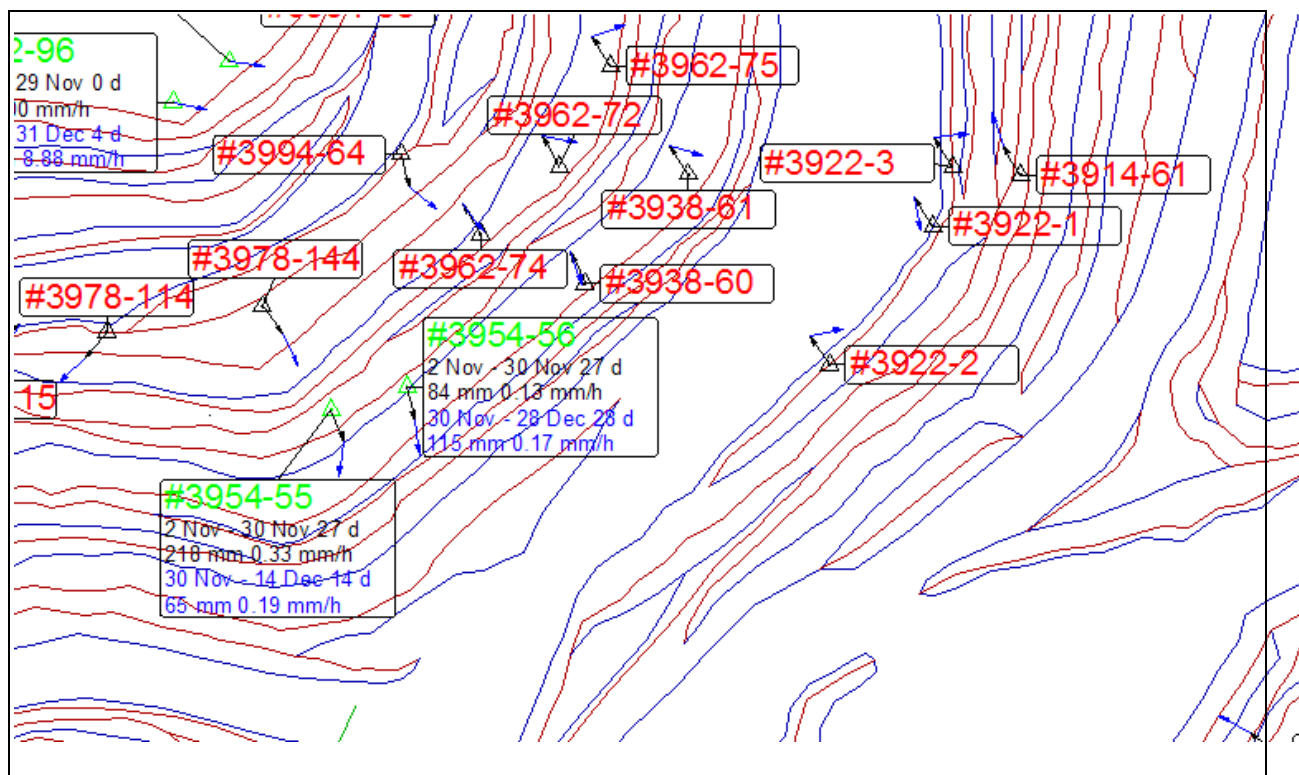 2-96
29 Nov 0 d
00 mm/h
31 Dec 4 d
8.88 mm/h
#3962-75
#3962-72
#3994-64
#3922-3
#3914-61
#3938-61
#3922-1
#3978-144
#3962-74
#3938-60
#3978-114
#3954-56
2 Nov - 30 Nov 27 d
84 mm 0.13 mm/h
30 Nov - 28 Dec 28 d
115 mm 0.17 mm/h
#3922-2
15
#3954-55
2 Nov - 30 Nov 27 d
218 mm 0.33 mm/h
30 Nov - 14 Dec 14 d
65 mm 0.19 mm/h